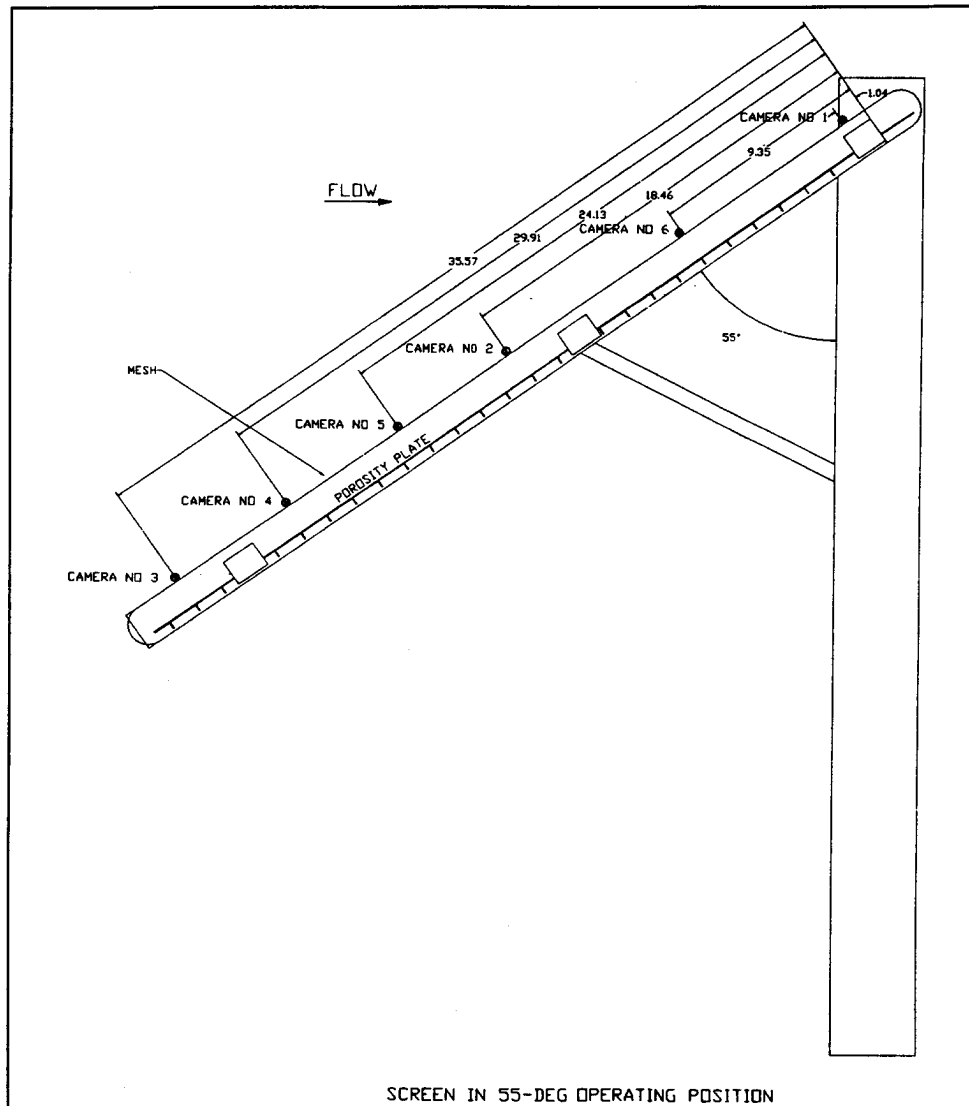 1.04
CAMERA NO 1
9.35
FLOW
18.46
24.13
CAMERA NO 6
29.91
35.57
55°
CAMERA NO 2
MESH
CAMERA NO 5
POROSITY PLATE
CAMERA NO 4
CAMERA NO 3
SCREEN IN 55-DEG OPERATING POSITION